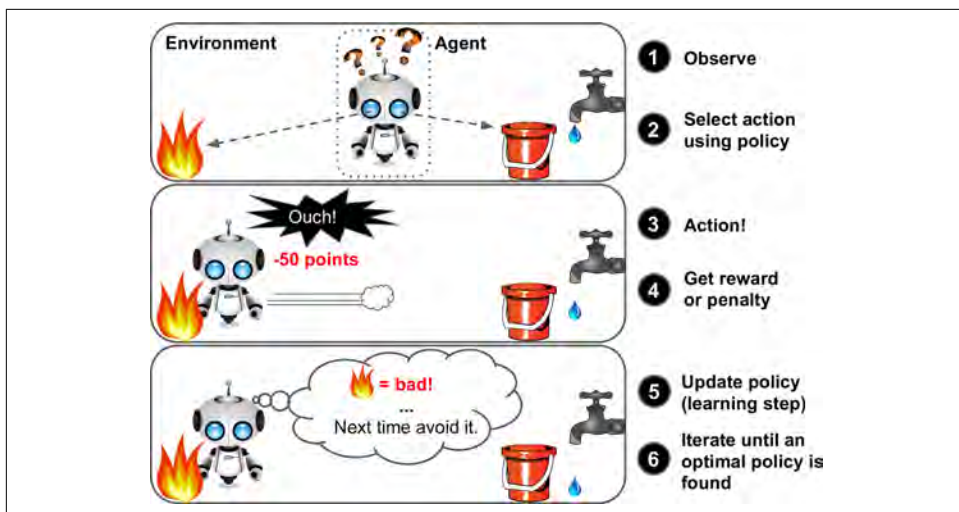 Environment
Agent
? ? ?
1 Observe
2 Select action
using policy
Ouch!
-50 points
3 Action!
4 Get reward
or penalty
= bad!
...
Next time avoid it.
5 Update policy
(learning step)
6 Iterate until an
optimal policy is
found